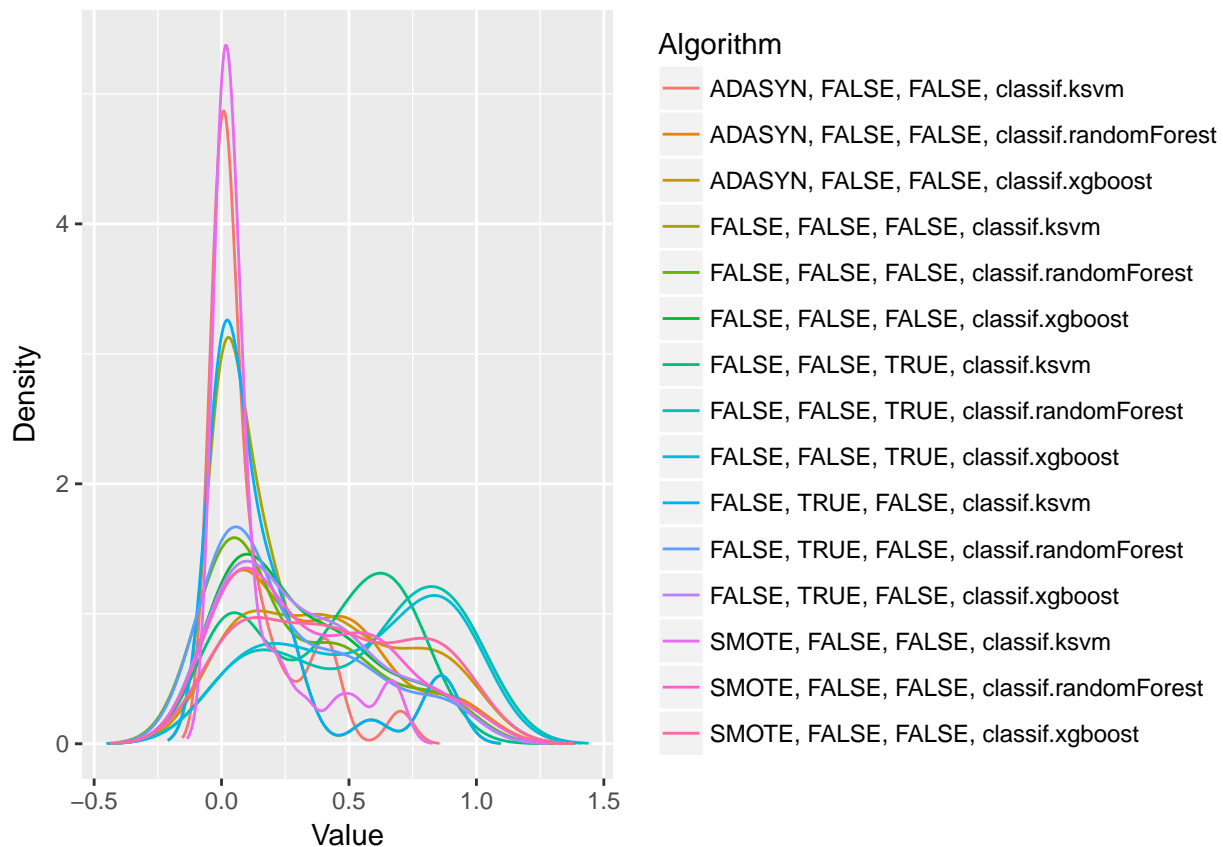 Algorithm
ADASYN, FALSE, FALSE, classif.ksvm
ADASYN, FALSE, FALSE, classif.randomForest
ADASYN, FALSE, FALSE, classif.xgboost
FALSE, FALSE, FALSE, classif.ksvm
FALSE, FALSE, FALSE, classif.randomForest
FALSE, FALSE, FALSE, classif.xgboost
FALSE, FALSE, TRUE, classif.ksvm
FALSE, FALSE, TRUE, classif.randomForest
FALSE, FALSE, TRUE, classif.xgboost
FALSE, TRUE, FALSE, classif.ksvm
FALSE, TRUE, FALSE, classif.randomForest
FALSE, TRUE, FALSE, classif.xgboost
SMOTE, FALSE, FALSE, classif.ksvm
SMOTE, FALSE, FALSE, classif.randomForest
SMOTE, FALSE, FALSE, classif.xgboost
Density
4
2
0
−0.5 0.0 0.5 1.0 1.5
Value